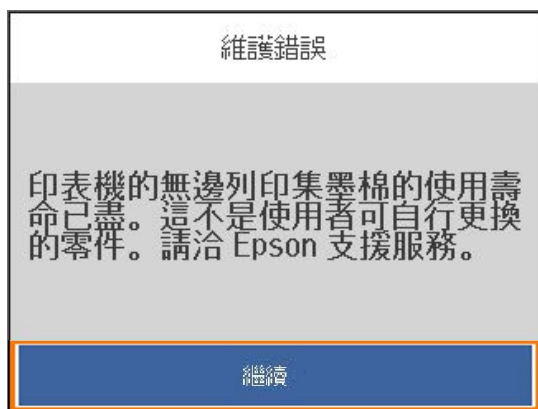 維護錯誤
印表機的無邊列印集墨棉的使用壽
命已盡。這不是使用者可自行更換
的零件。請洽 Epson 支援服務。
繼續